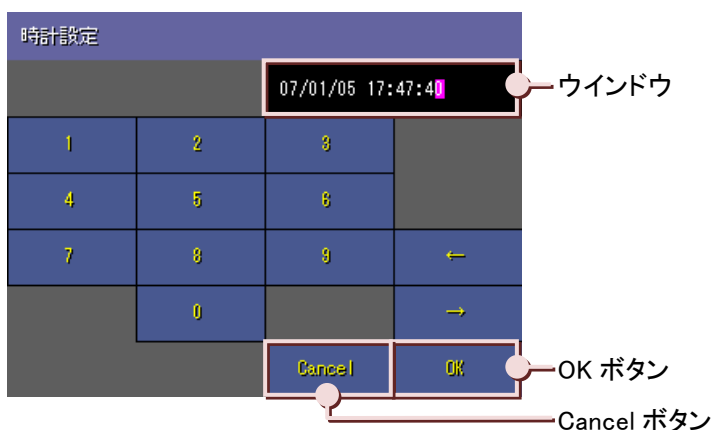 時計設定
07/01/05 17:47:40
ウインドウ
1 2 3
4 5 6
7 8 9 ←
0 →
Cancel OK
OK ボタン
Cancel ボタン